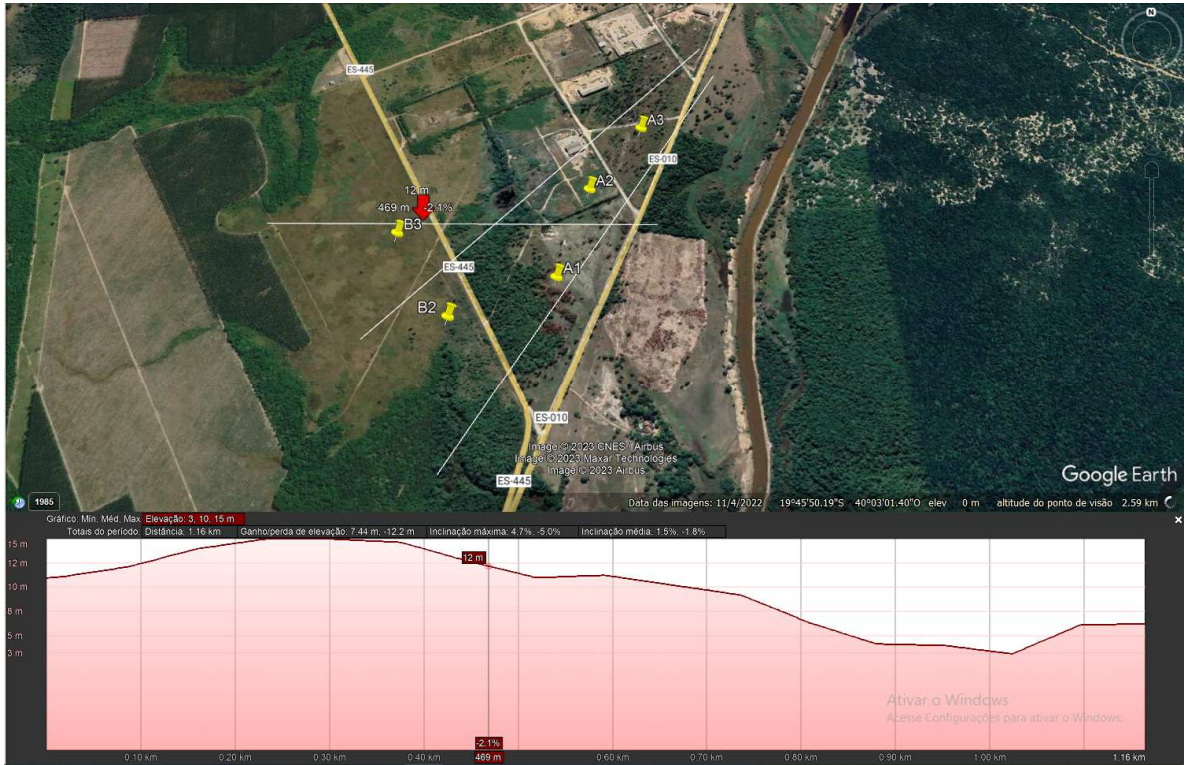 N
ES-445
A3
ES-010
A2
12 m
469 m -2.1%
B3
ES-445
A1
B2
ES-010
Image © 2023 CNES / Airbus
Image © 2023 Maxar Technologies
Image © 2023 Airbus
ES-445
Google Earth
1985
Data das imagens: 11/4/2022 19°45'50.19"S 40°03'01.40"O elev 0 m altitude do ponto de visão 2.59 km
Gráfico: Mín, Méd, Máx Elevação: 3, 10, 15 m
Totais do período: Distância: 1.16 km Ganho/perda de elevação: 7.44 m, -12.2 m Inclinação máxima: 4.7%, -5.0% Inclinação média: 1.5%, -1.8%
15 m
12 m
12 m
10 m
8 m
5 m
3 m
Ativar o Windows
Acesse Configurações para ativar o Windows.
-2.1%
0.10 km 0.20 km 0.30 km 0.40 km 469 m 0.60 km 0.70 km 0.80 km 0.90 km 1.00 km 1.16 km